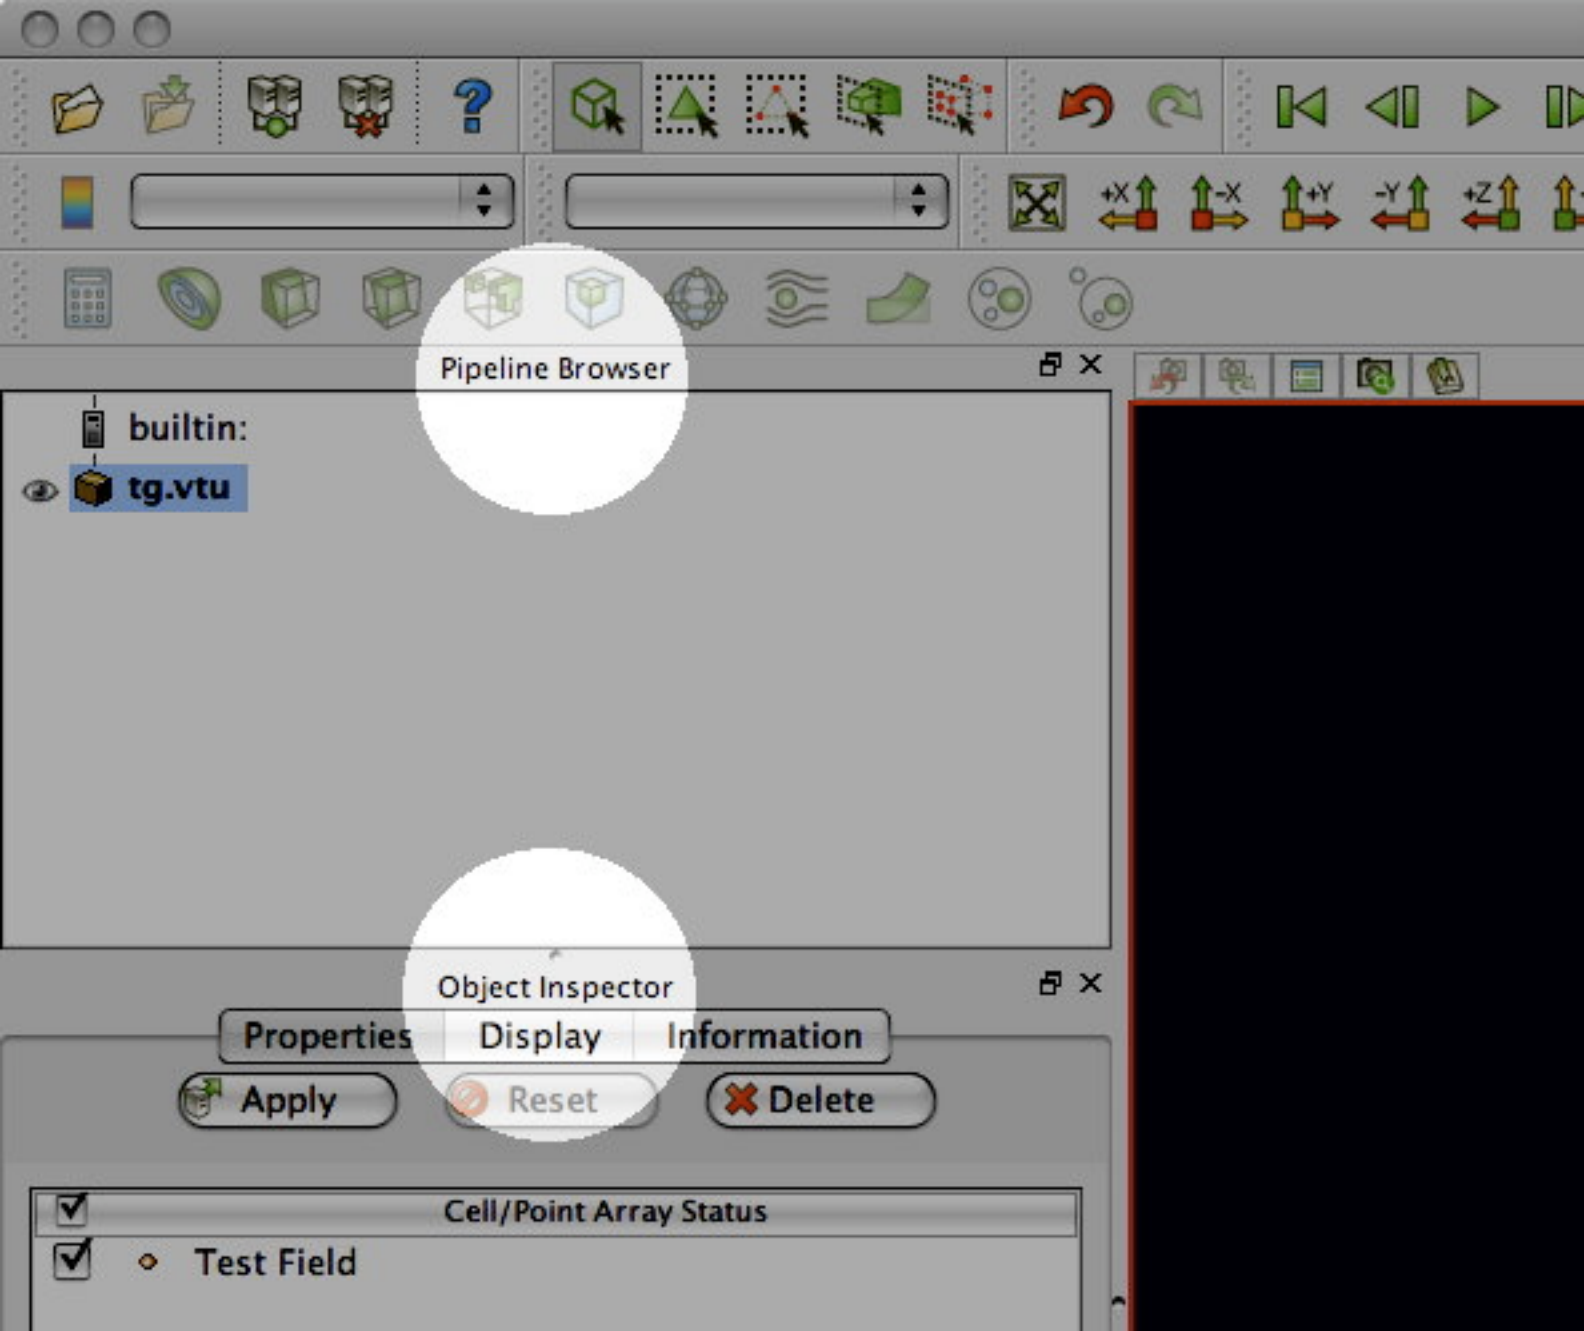 ?
+X -X +Y -Y +Z
Pipeline Browser
builtin:
tg.vtu
Object Inspector
Properties Display Information
Apply Reset Delete
Cell/Point Array Status
Test Field